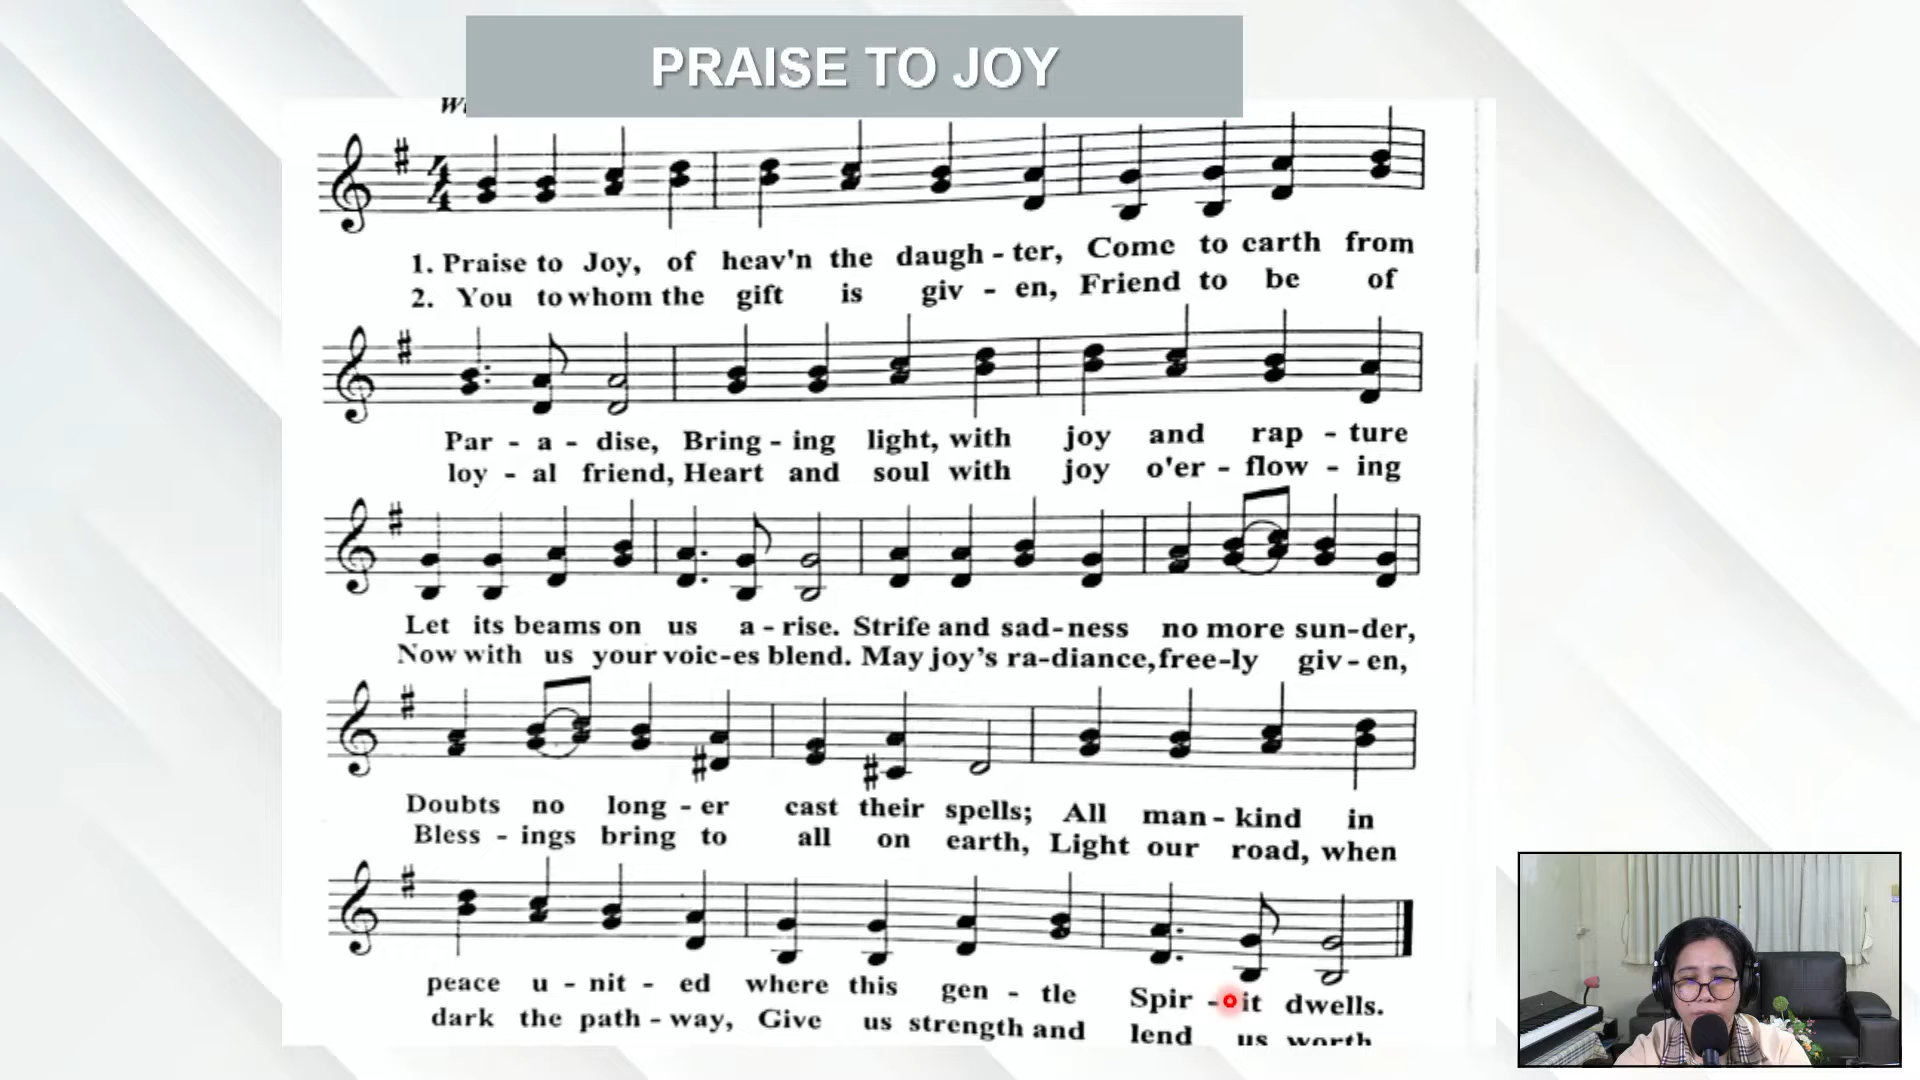 PRAISE TO JOY
1. Praise to Joy, of heav'n the daugh - ter, Come to earth from
2. You to whom the gift is giv - en, Friend to be of
Par - a - dise, Bring - ing light, with joy and rap - ture
loy - al friend, Heart and soul with joy o'er - flow - ing
Let its beams on us a - rise. Strife and sad - ness no more sun - der,
Now with us your voic - es blend. May joy's ra - diance, free - ly giv - en,
Doubts no long - er cast their spells; All man - kind in
Bless - ings bring to all on earth, Light our road, when
peace u - nit - ed where this gen - tle Spir - it dwells.
dark the path - way, Give us strength and lend us worth